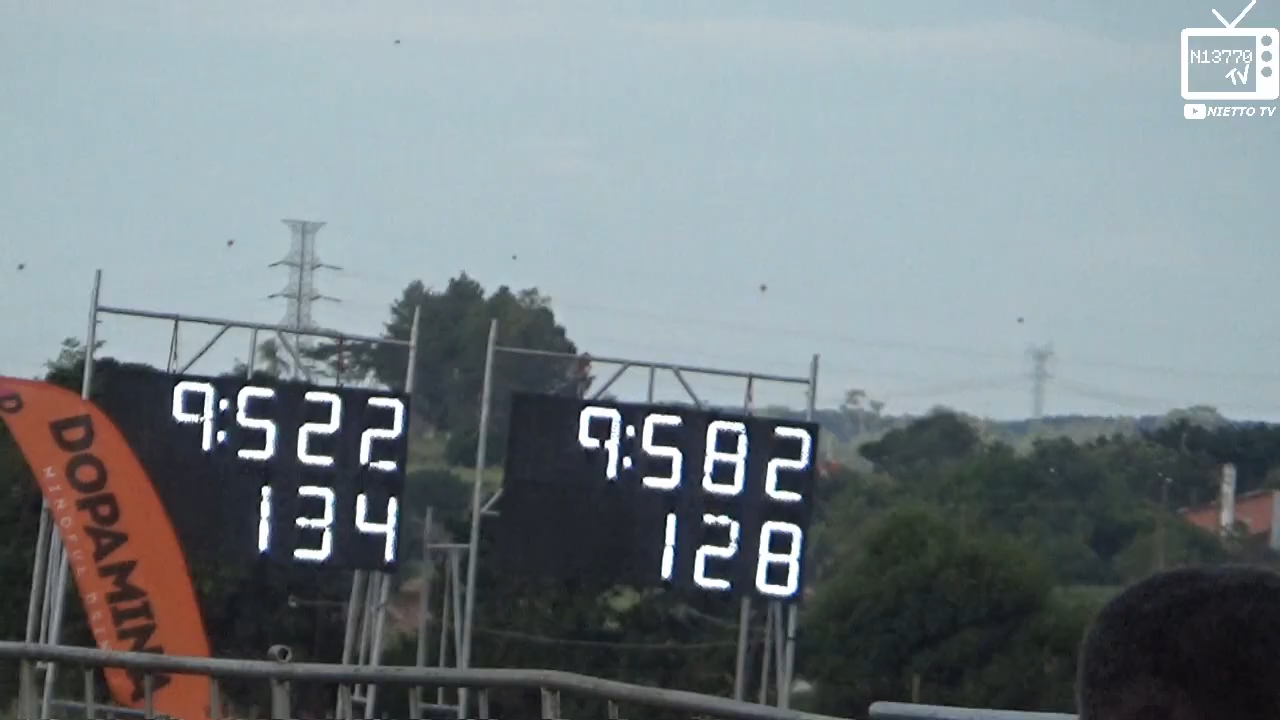 N13770
TV
NIETTO TV
9:522
134
9:582
128
D
DOPAMINA